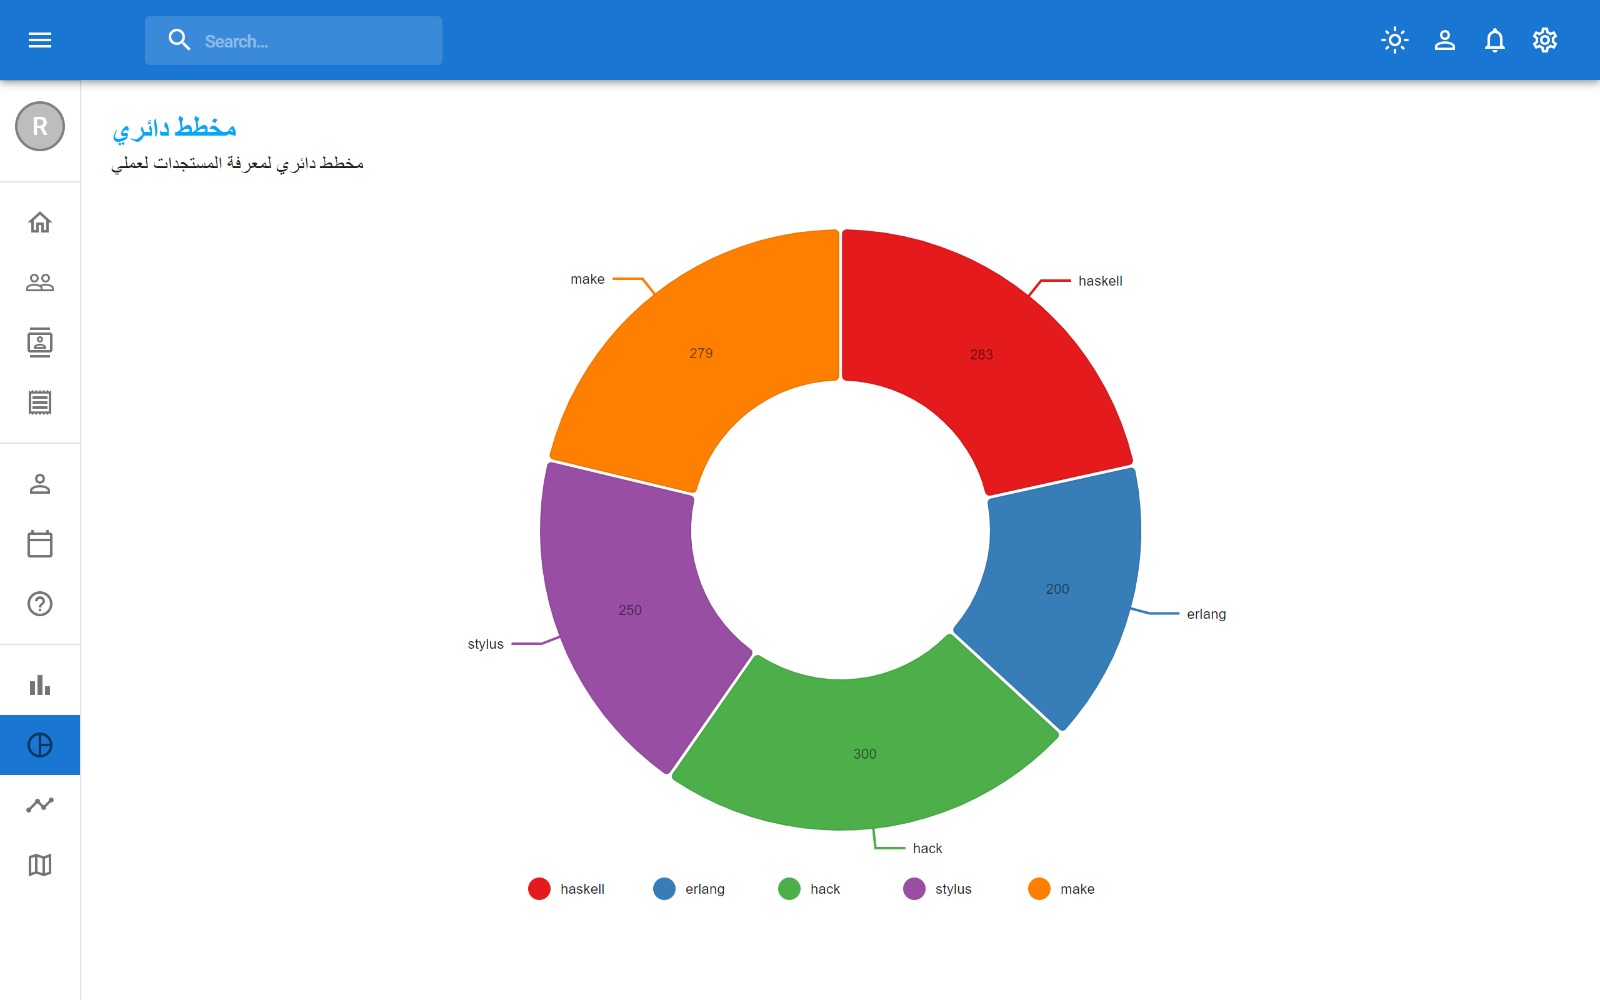 Search...
R
مخطط دائري
مخطط دائري لمعرفة المستجدات لعملي
make
haskell
279
283
200
250
erlang
stylus
300
hack
haskell
erlang
hack
stylus
make